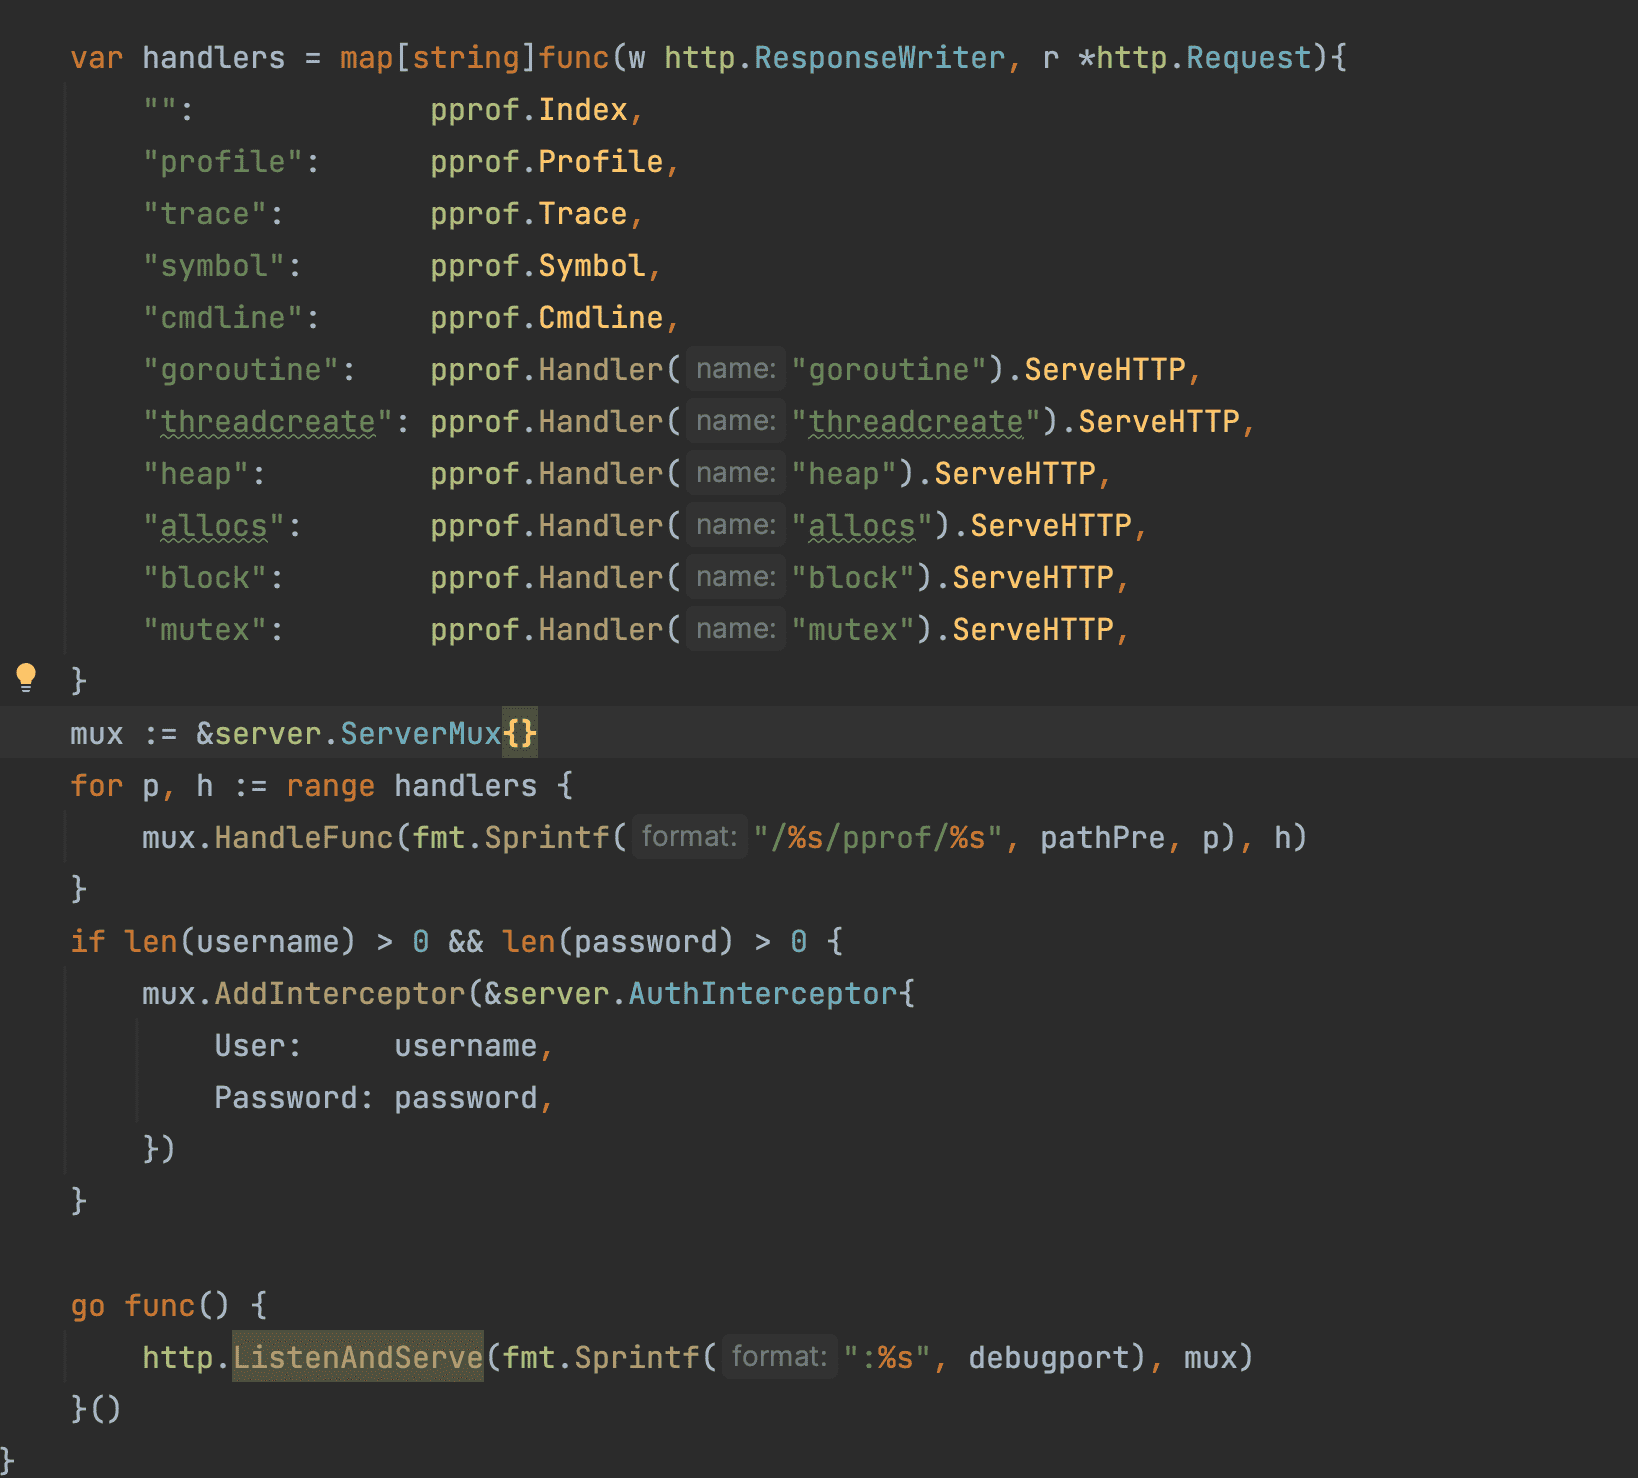 var handlers = map[string]func(w http.ResponseWriter, r *http.Request){
"": pprof.Index,
"profile": pprof.Profile,
"trace": pprof.Trace,
"symbol": pprof.Symbol,
"cmdline": pprof.Cmdline,
"goroutine": pprof.Handler( name: "goroutine").ServeHTTP,
"threadcreate": pprof.Handler( name: "threadcreate").ServeHTTP,
"heap": pprof.Handler( name: "heap").ServeHTTP,
"allocs": pprof.Handler( name: "allocs").ServeHTTP,
"block": pprof.Handler( name: "block").ServeHTTP,
"mutex": pprof.Handler( name: "mutex").ServeHTTP,
}
mux := &server.ServerMux{}
for p, h := range handlers {
mux.HandleFunc(fmt.Sprintf( format: "/%s/pprof/%s", pathPre, p), h)
}
if len(username) > 0 && len(password) > 0 {
mux.AddInterceptor(&server.AuthInterceptor{
User: username,
Password: password,
})
}
go func() {
http.ListenAndServe(fmt.Sprintf( format: ":%s", debugport), mux)
}()
}